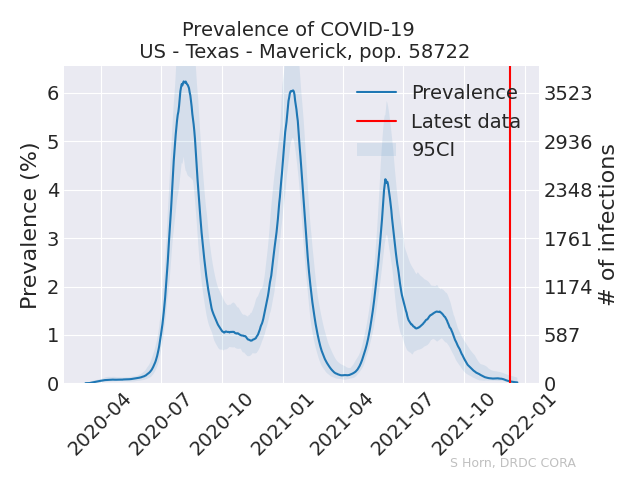 Prevalence of COVID-19
US - Texas - Maverick, pop. 58722
Prevalence (%)
6
5
4
3
2
1
0
Prevalence
Latest data
95CI
3523
2936
2348
1761
1174
587
0
# of infections
2020-04
2020-07
2020-10
2021-01
2021-04
2021-07
2021-10
2022-01
S Horn, DRDC CORA